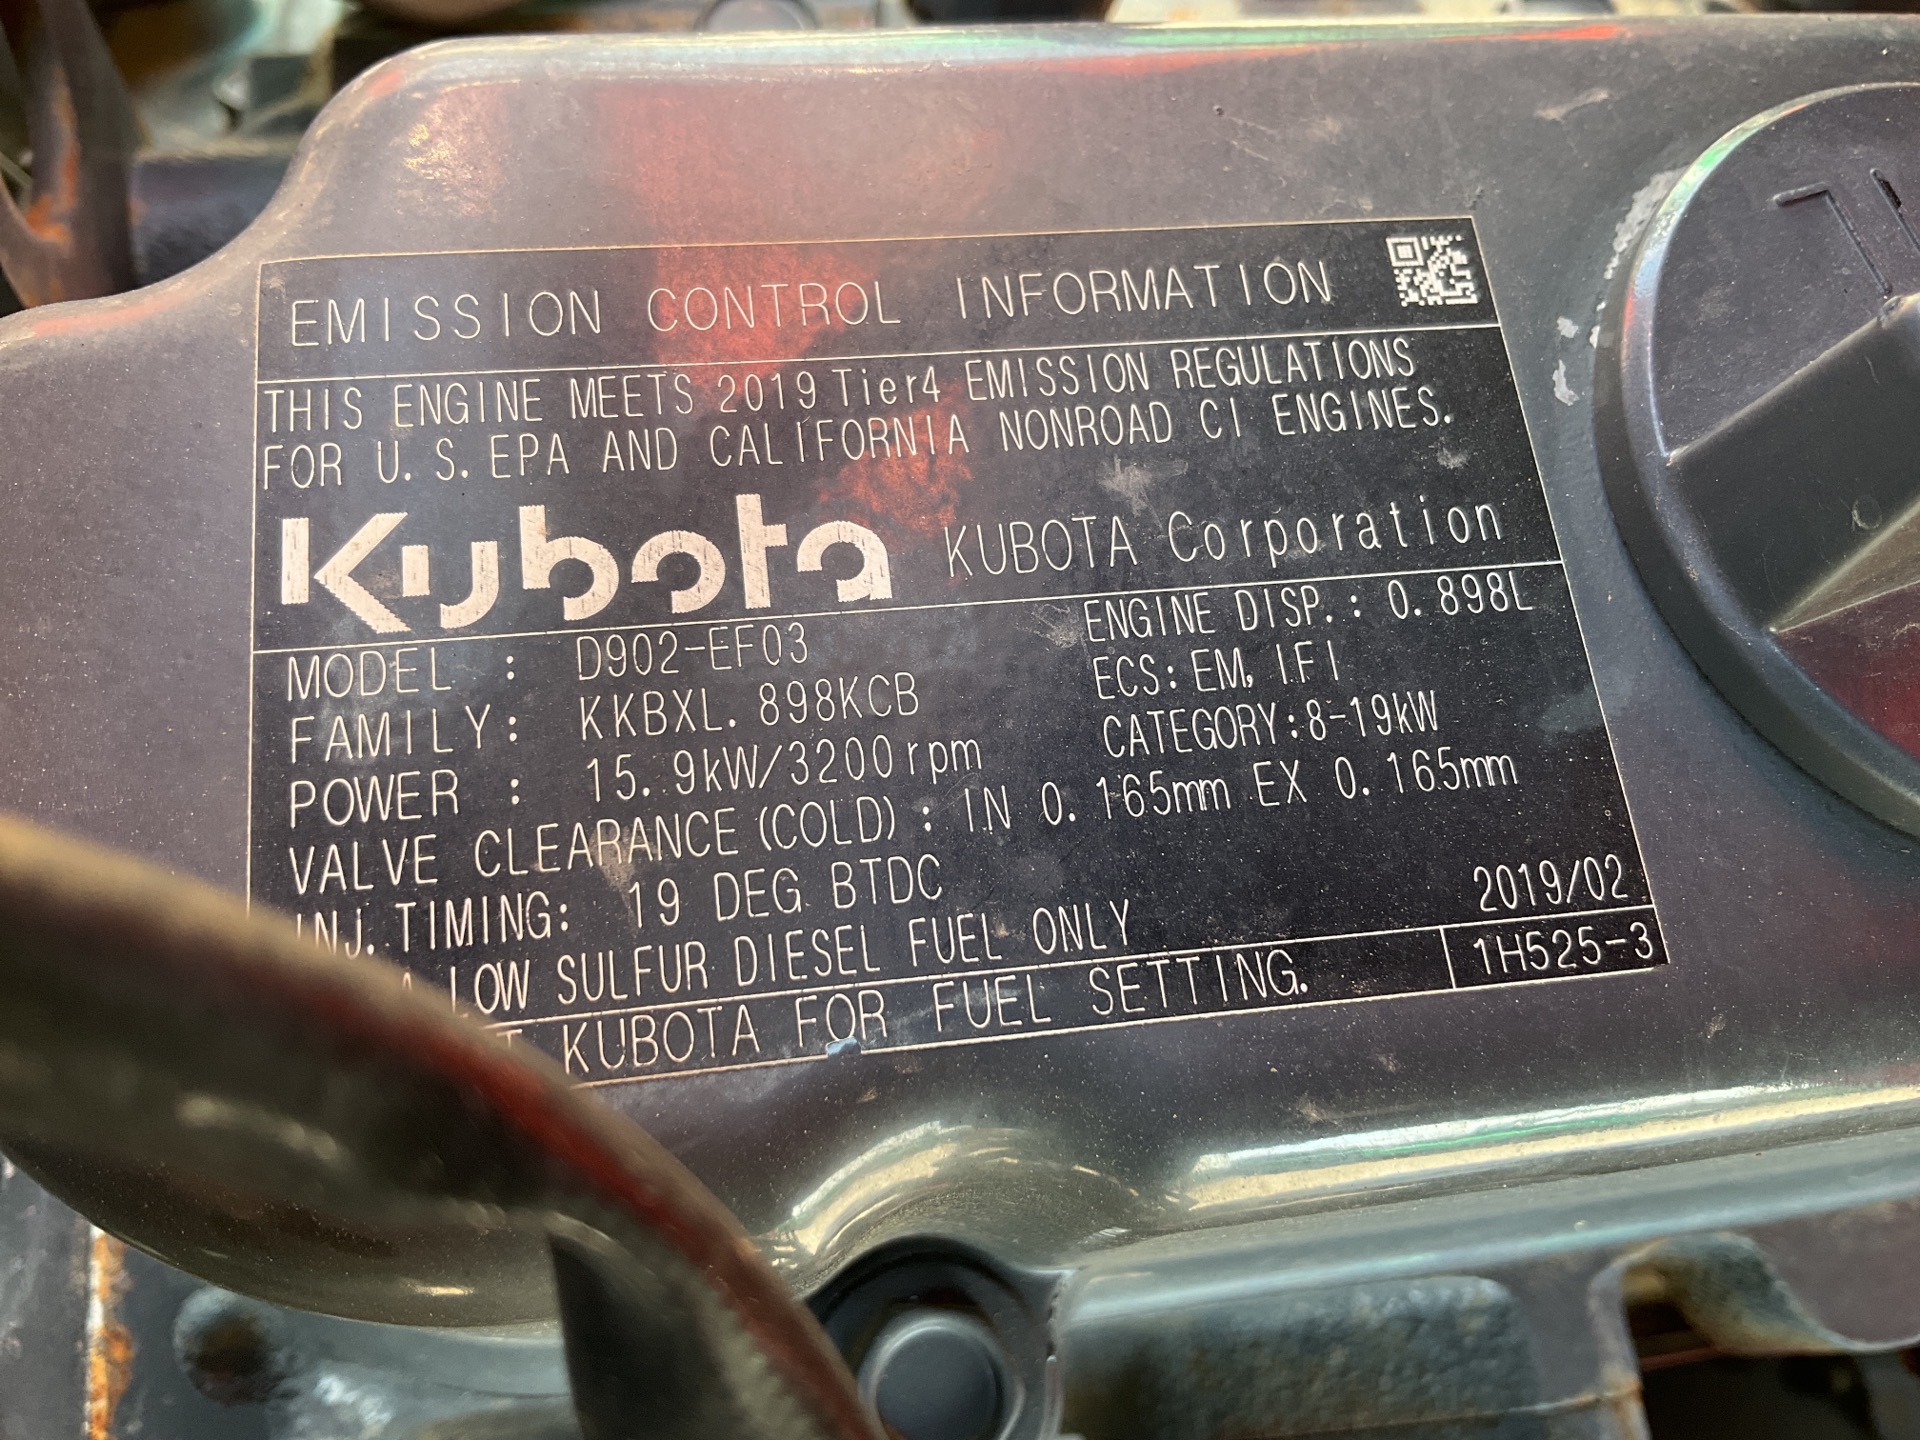 EMISSION CONTROL INFORMATION
THIS ENGINE MEETS 2019 Tier4 EMISSION REGULATIONS
FOR U.S.EPA AND CALIFORNIA NONROAD CI ENGINES.
Kubota KUBOTA Corporation
MODEL : D902-EF03 ENGINE DISP.: 0.898L
FAMILY: KKBXL.898KCB ECS: EM, IFI
POWER : 15.9kW/3200rpm CATEGORY:8-19kW
VALVE CLEARANCE(COLD): IN 0.165mm EX 0.165mm
INJ.TIMING: 19 DEG BTDC
2019/02
LOW SULFUR DIESEL FUEL ONLY
KUBOTA FOR FUEL SETTING. 1H525-3